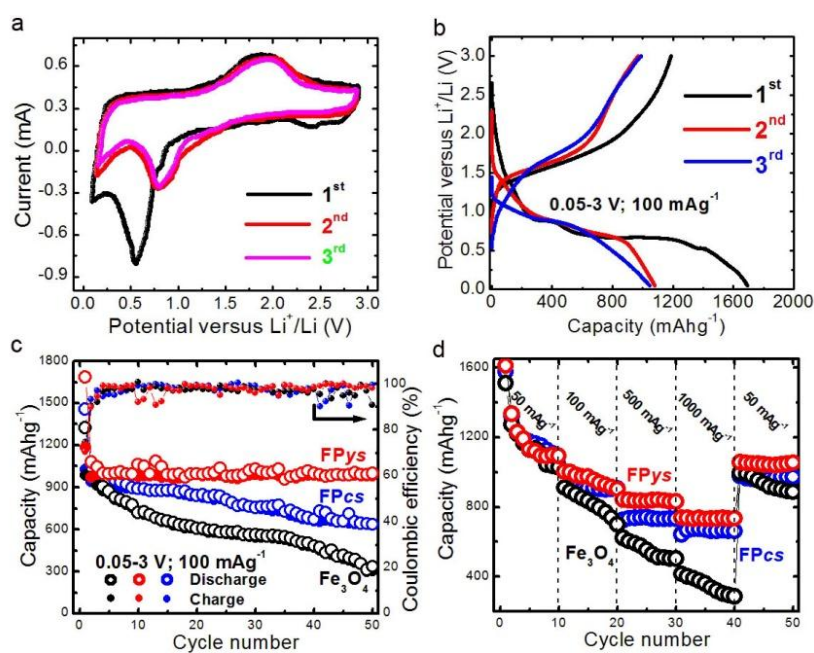 a
0.6
0.3
0.0
-0.3
-0.6
-0.9
Current (mA)
1st
2nd
3rd
0.0 0.5 1.0 1.5 2.0 2.5 3.0
Potential versus Li+/Li (V)
b
3.0
2.5
2.0
1.5
1.0
0.5
0.0
Potential versus Li+/Li (V)
1st
2nd
3rd
0.05-3 V; 100 mAg-1
0 400 800 1200 1600 2000
Capacity (mAhg-1)
c
1800
1500
1200
900
600
300
0
Capacity (mAhg-1)
100
80
60
40
20
0
Coulombic efficiency (%)
FPys
FPcs
Fe3O4
0.05-3 V; 100 mAg-1
Discharge
Charge
0 10 20 30 40 50
Cycle number
d
1600
1200
800
400
Capacity (mAhg-1)
50 mAg-1
100 mAg-1
500 mAg-1
1000 mAg-1
50 mAg-1
FPys
Fe3O4
FPcs
0 10 20 30 40 50
Cycle number